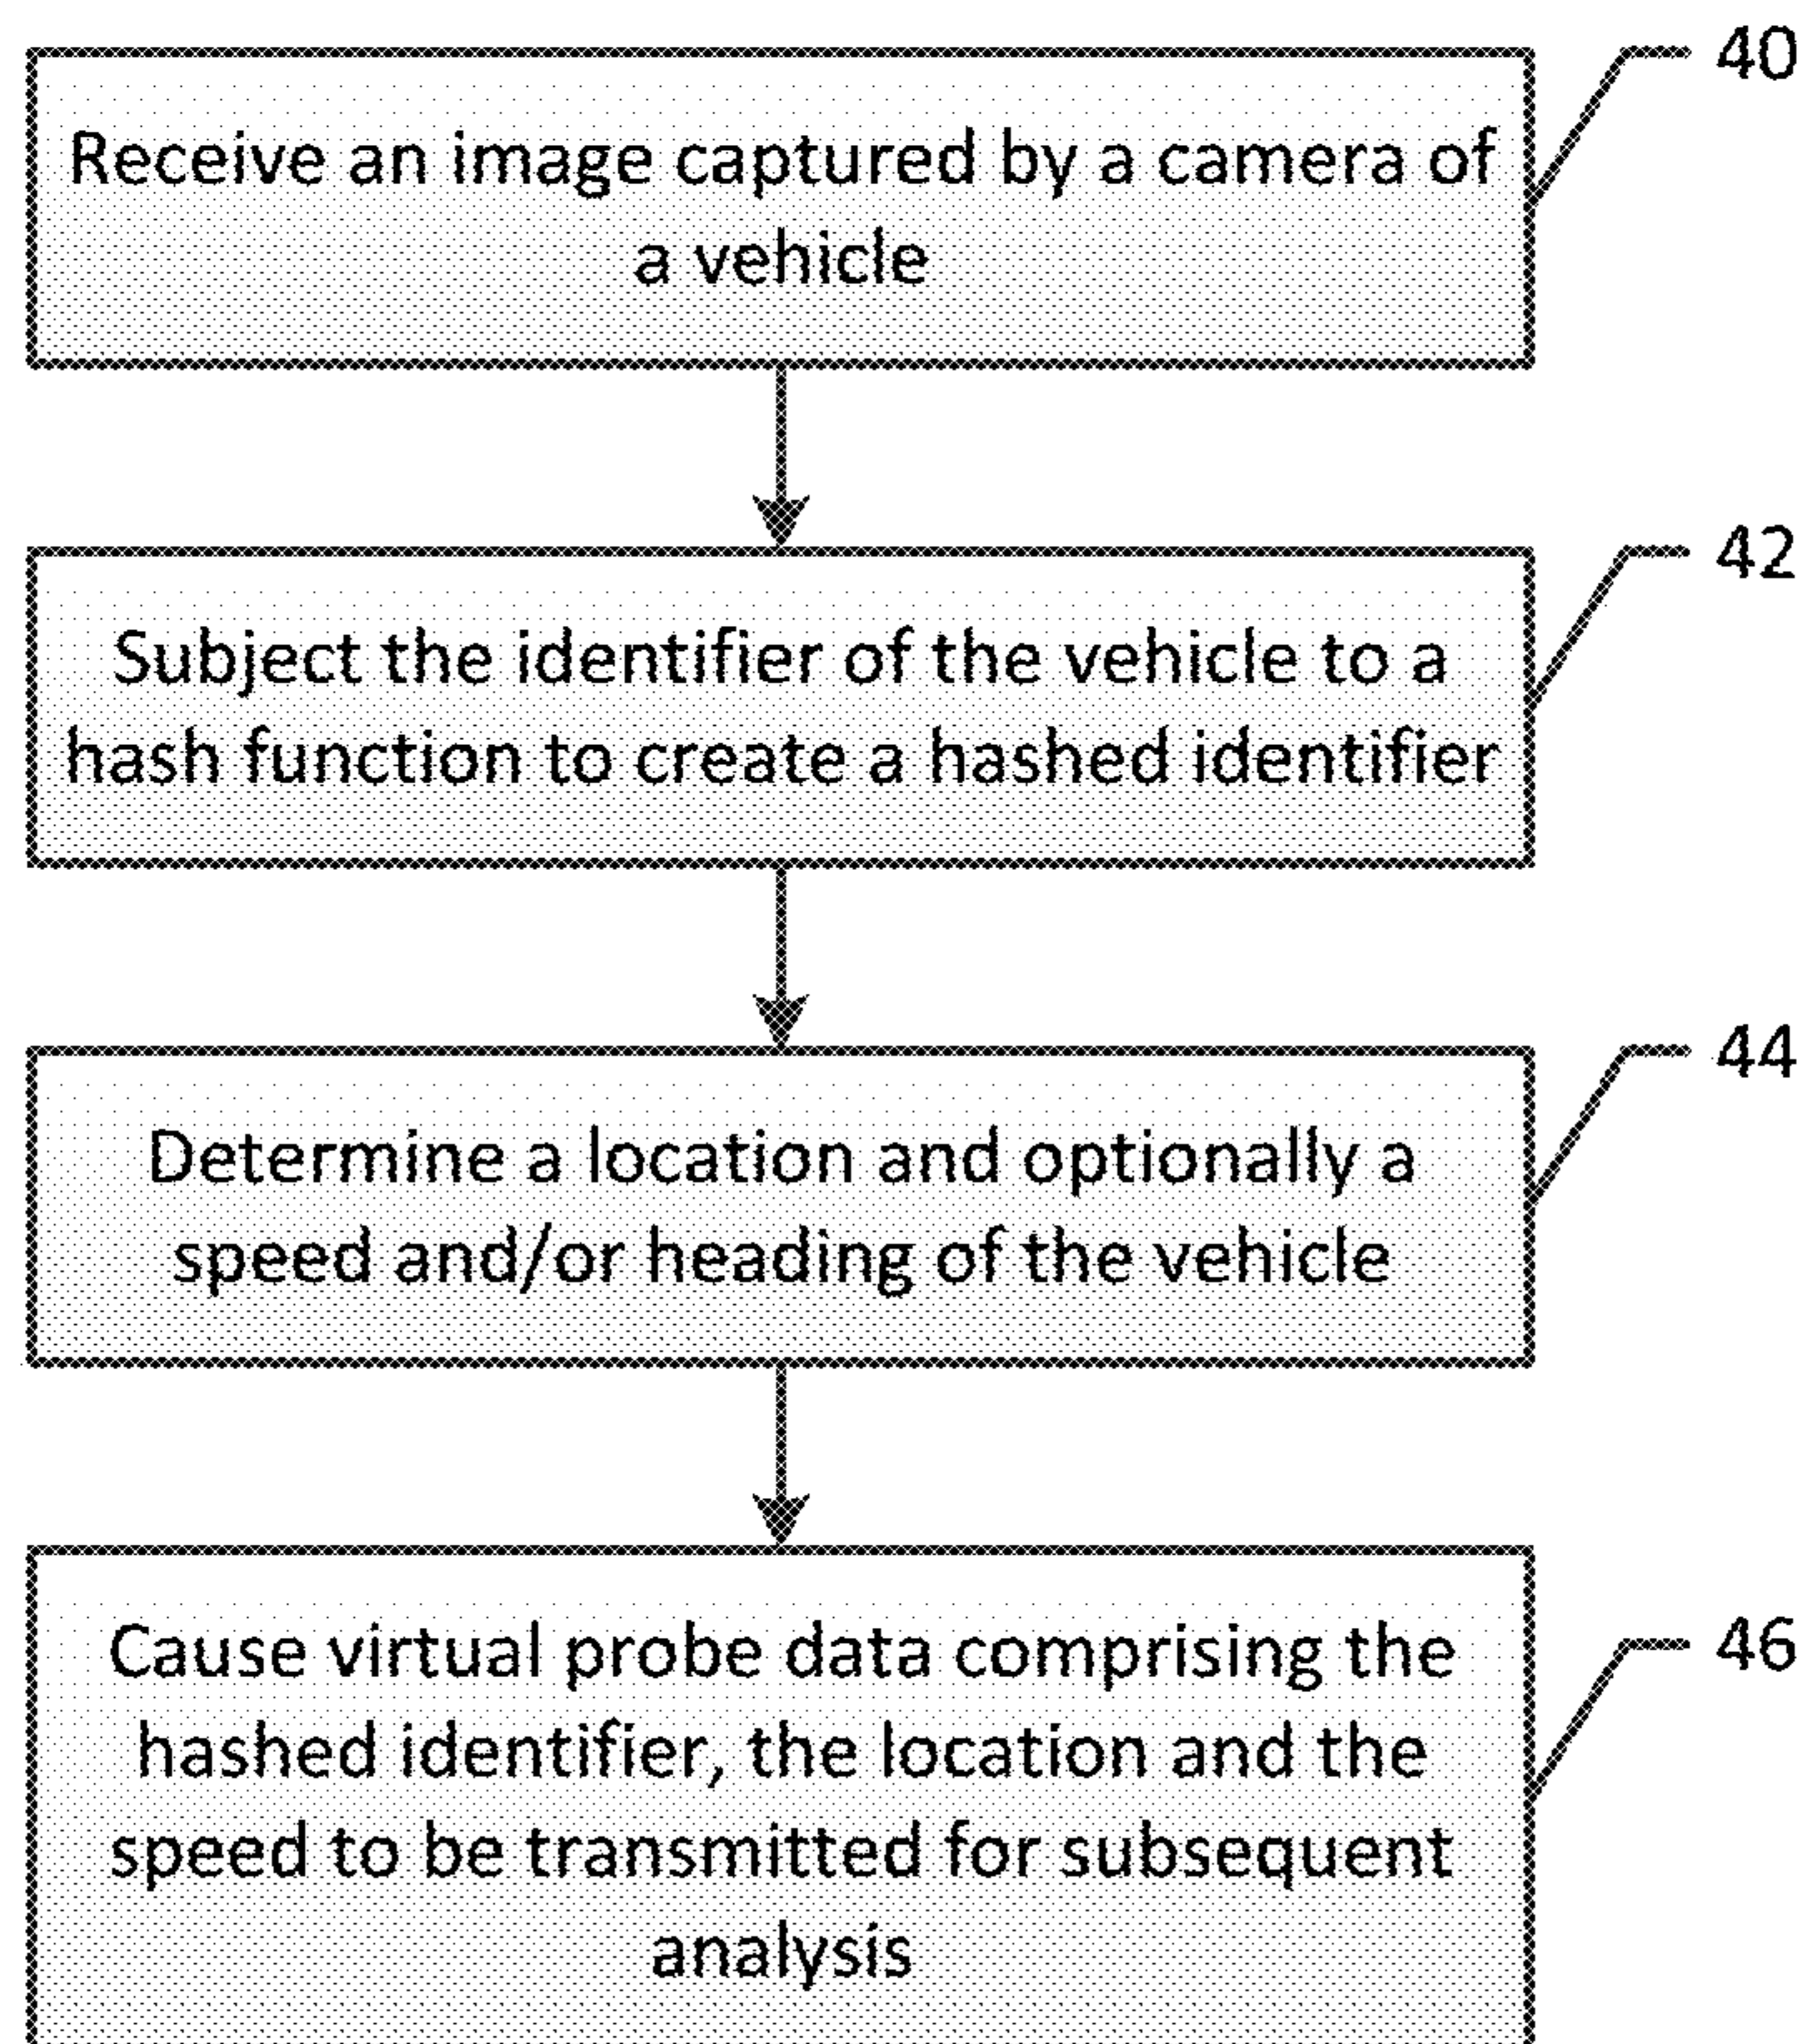 40
Receive an image captured by a camera of
a vehicle
42
Subject the identifier of the vehicle to a
hash function to create a hashed identifier
44
Determine a location and optionally a
speed and/or heading of the vehicle
46
Cause virtual probe data comprising the
hashed identifier, the location and the
speed to be transmitted for subsequent
analysis